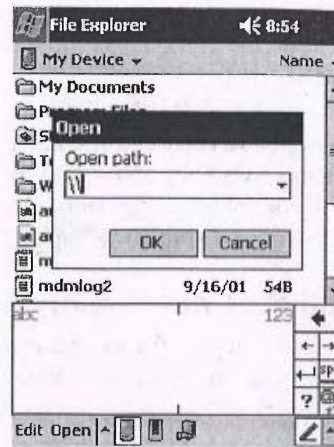 File Explorer 8:54
My Device Name
My Documents
Open
Open path:
\\
OK Cancel
mdmlog2 9/16/01 54B
abc 123
?
Edit Open